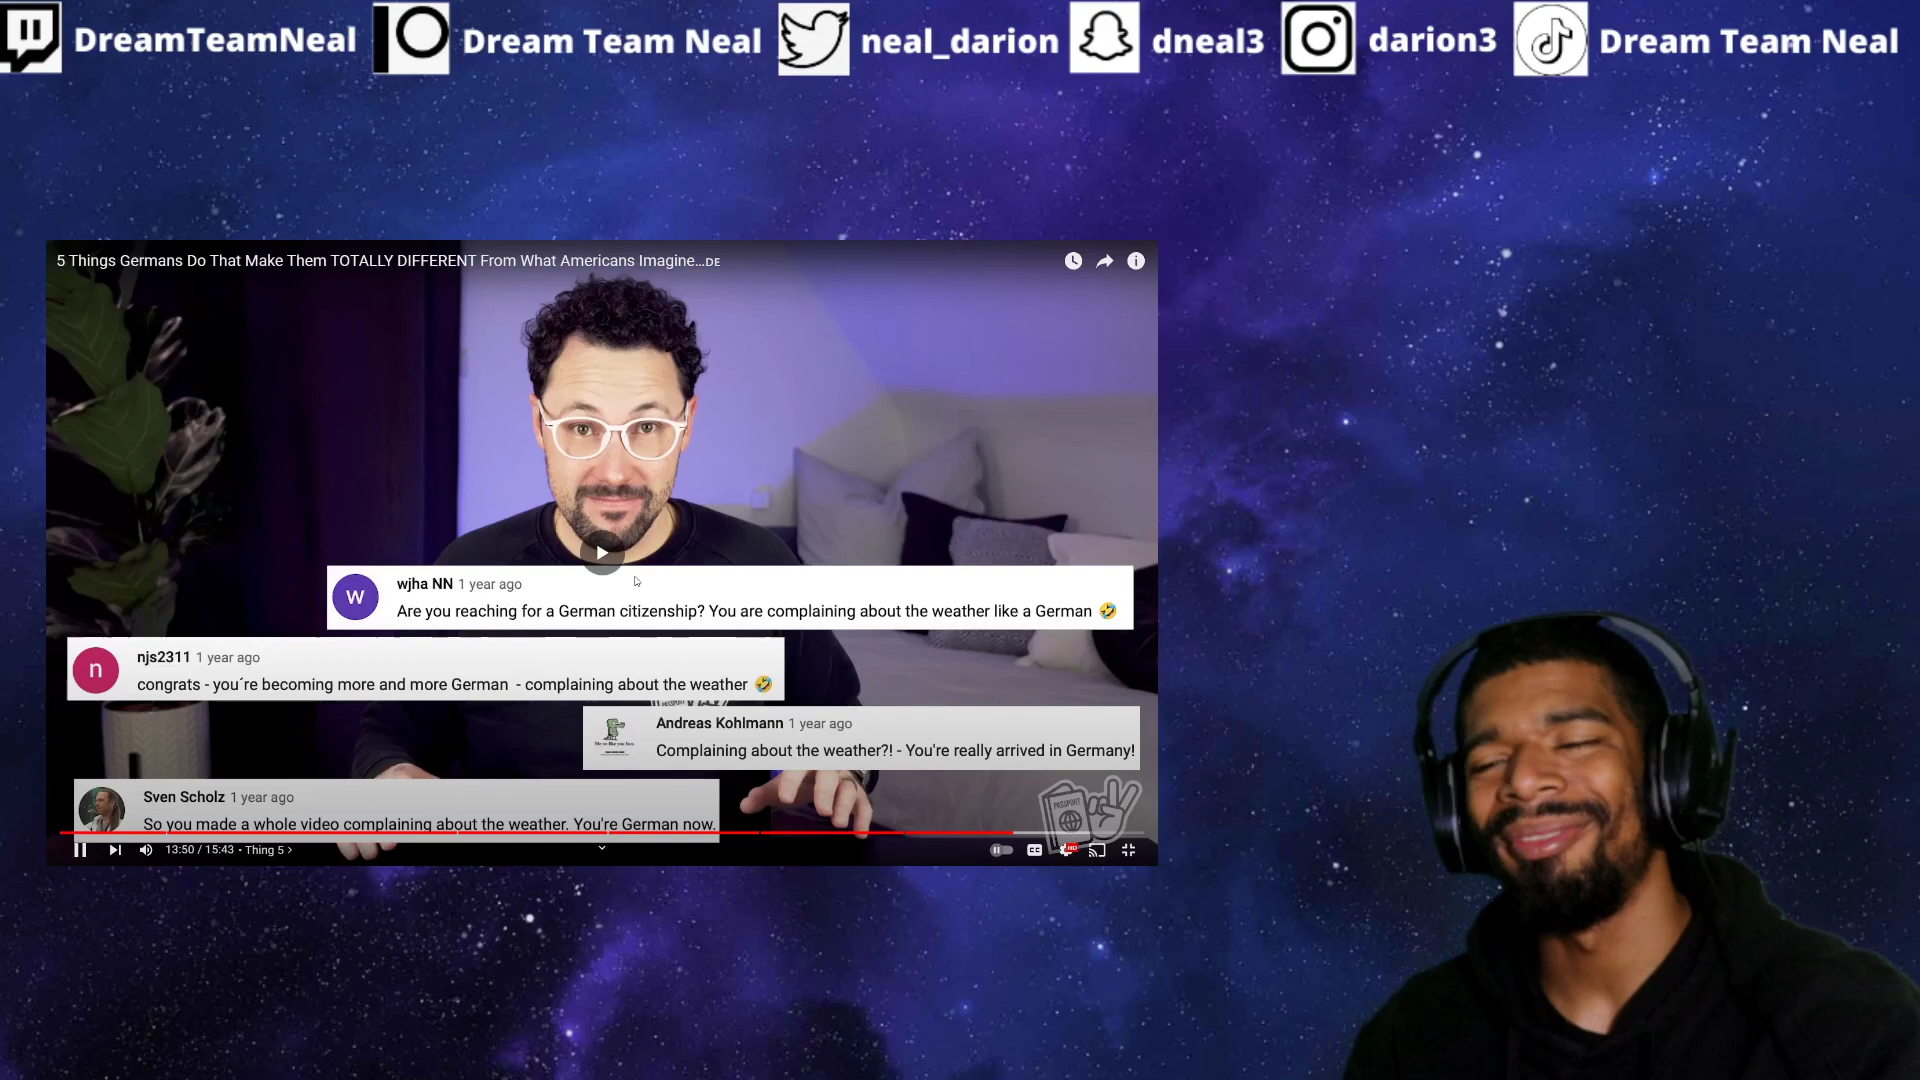 DreamTeamNeal Dream Team Neal neal_darion dneal3 darion3 Dream Team Neal
5 Things Germans Do That Make Them TOTALLY DIFFERENT From What Americans Imagine...DE
wjha NN 1 year ago
W
Are you reaching for a German citizenship? You are complaining about the weather like a German 🤣
njs2311 1 year ago
n
congrats - you´re becoming more and more German - complaining about the weather 🤣
Andreas Kohlmann 1 year ago
Complaining about the weather?! - You're really arrived in Germany!
Sven Scholz 1 year ago
So you made a whole video complaining about the weather. You're German now.
PASSPORT
13:50 / 15:43 • Thing 5 >
CC
HD